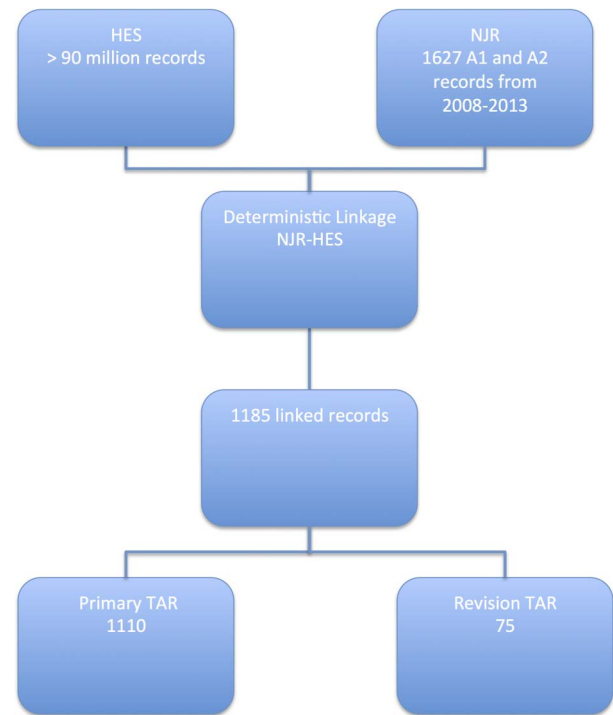 HES
> 90 million records
NJR
1627 A1 and A2
records from
2008-2013
Deterministic Linkage
NJR-HES
1185 linked records
Primary TAR
1110
Revision TAR
75